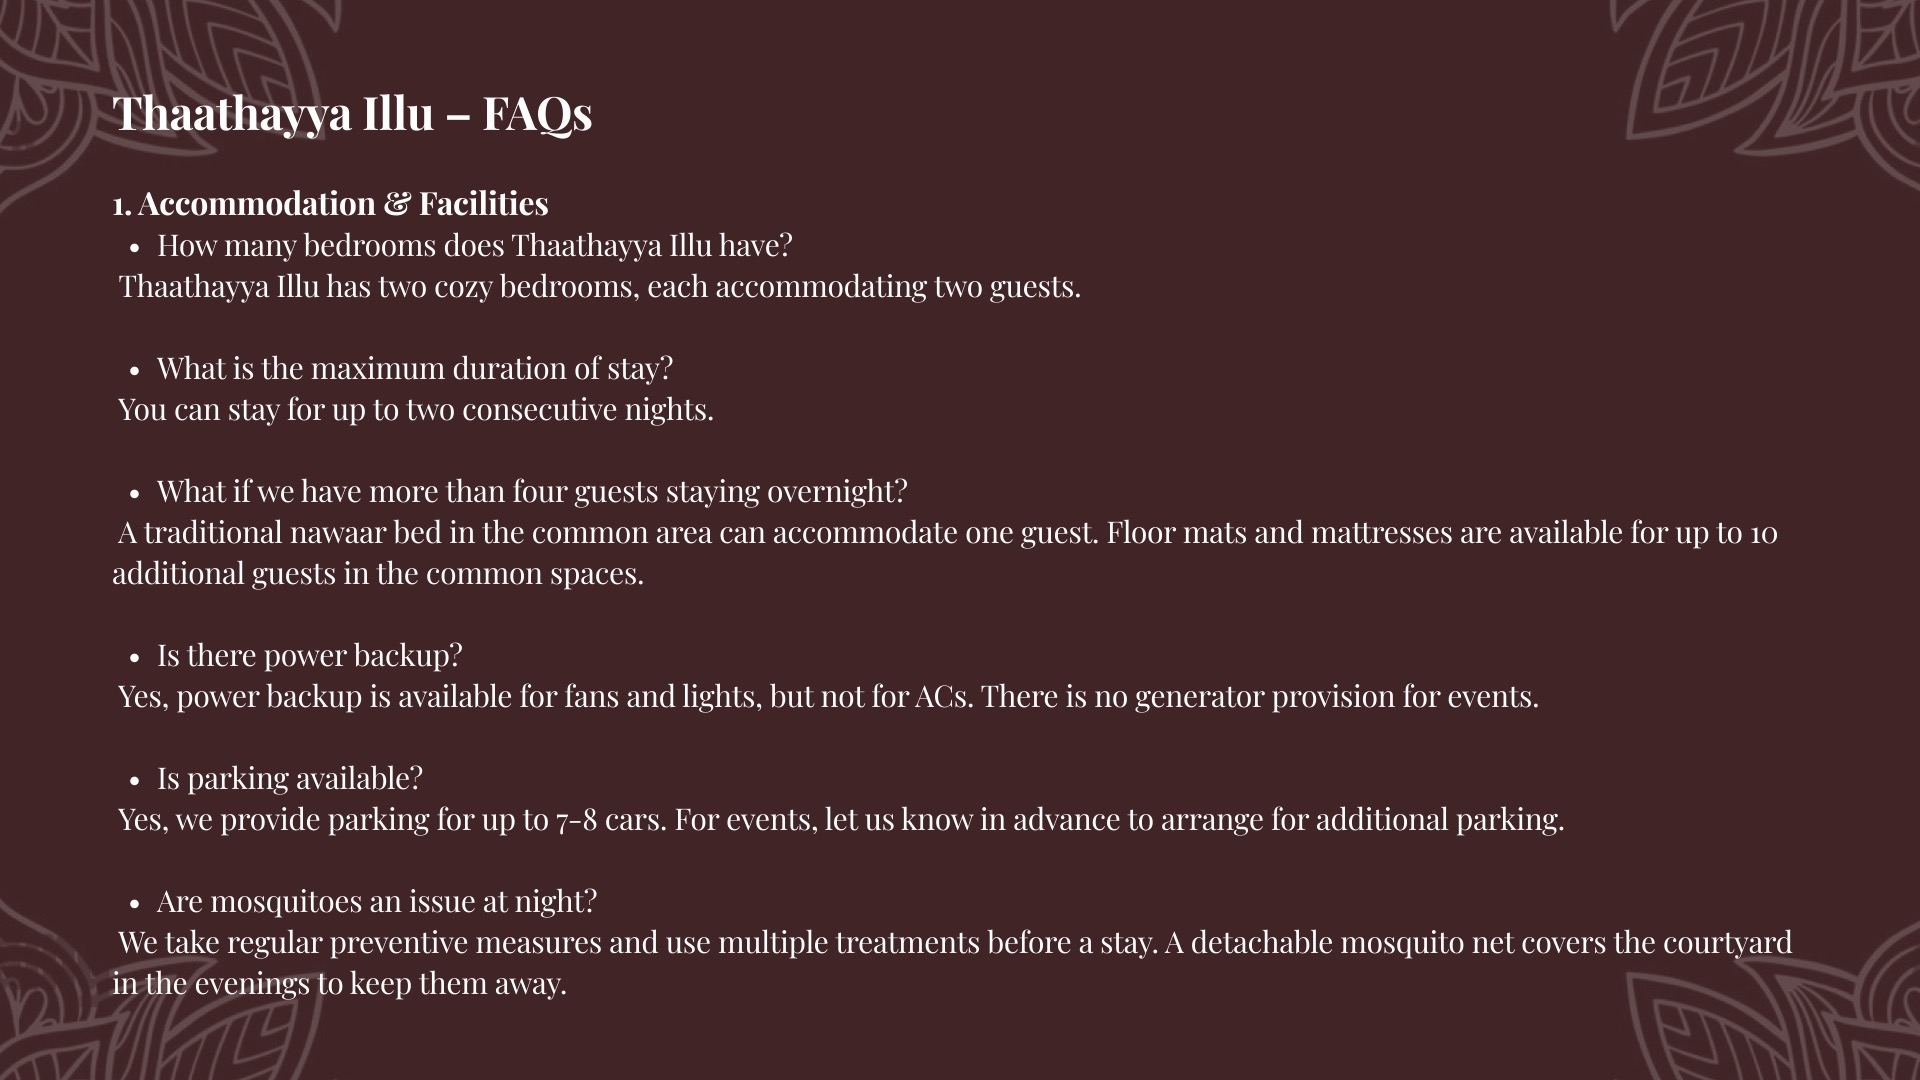 Thaathayya Illu – FAQs
1. Accommodation & Facilities
• How many bedrooms does Thaathayya Illu have?
Thaathayya Illu has two cozy bedrooms, each accommodating two guests.
• What is the maximum duration of stay?
You can stay for up to two consecutive nights.
• What if we have more than four guests staying overnight?
A traditional nawaar bed in the common area can accommodate one guest. Floor mats and mattresses are available for up to 10
additional guests in the common spaces.
• Is there power backup?
Yes, power backup is available for fans and lights, but not for ACs. There is no generator provision for events.
• Is parking available?
Yes, we provide parking for up to 7-8 cars. For events, let us know in advance to arrange for additional parking.
• Are mosquitoes an issue at night?
We take regular preventive measures and use multiple treatments before a stay. A detachable mosquito net covers the courtyard
in the evenings to keep them away.